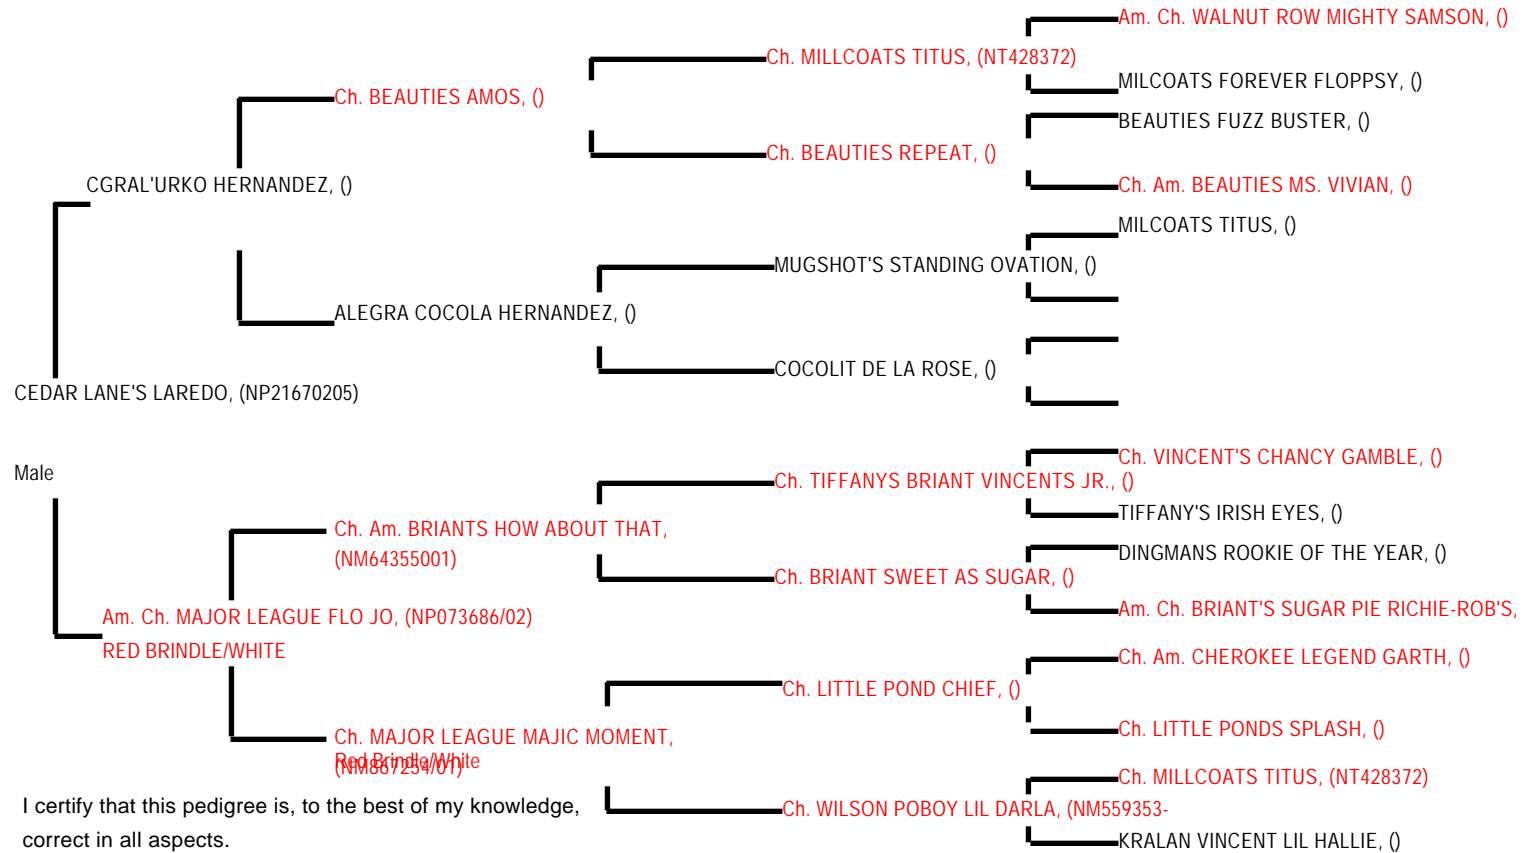 Am. Ch. WALNUT ROW MIGHTY SAMSON, ()
Ch. MILLCOATS TITUS, (NT428372)
MILCOATS FOREVER FLOPPSY, ()
Ch. BEAUTIES AMOS, ()
BEAUTIES FUZZ BUSTER, ()
Ch. BEAUTIES REPEAT, ()
Ch. Am. BEAUTIES MS. VIVIAN, ()
CGRAL'URKO HERNANDEZ, ()
MILCOATS TITUS, ()
MUGSHOT'S STANDING OVATION, ()
ALEGRA COCOLA HERNANDEZ, ()
COCOLIT DE LA ROSE, ()
CEDAR LANE'S LAREDO, (NP21670205)
Male
Ch. VINCENT'S CHANCY GAMBLE, ()
Ch. TIFFANYS BRIANT VINCENTS JR., ()
TIFFANY'S IRISH EYES, ()
Ch. Am. BRIANTS HOW ABOUT THAT,
(NM64355001)
DINGMANS ROOKIE OF THE YEAR, ()
Ch. BRIANT SWEET AS SUGAR, ()
Am. Ch. BRIANT'S SUGAR PIE RICHIE-ROB'S,
Am. Ch. MAJOR LEAGUE FLO JO, (NP073686/02)
RED BRINDLE/WHITE
Ch. Am. CHEROKEE LEGEND GARTH, ()
Ch. LITTLE POND CHIEF, ()
Ch. LITTLE PONDS SPLASH, ()
Ch. MAJOR LEAGUE MAJIC MOMENT,
Red Brindle/White
(NM867254/01)
Ch. MILLCOATS TITUS, (NT428372)
Ch. WILSON POBOY LIL DARLA, (NM559353-
KRALAN VINCENT LIL HALLIE, ()
I certify that this pedigree is, to the best of my knowledge,
correct in all aspects.